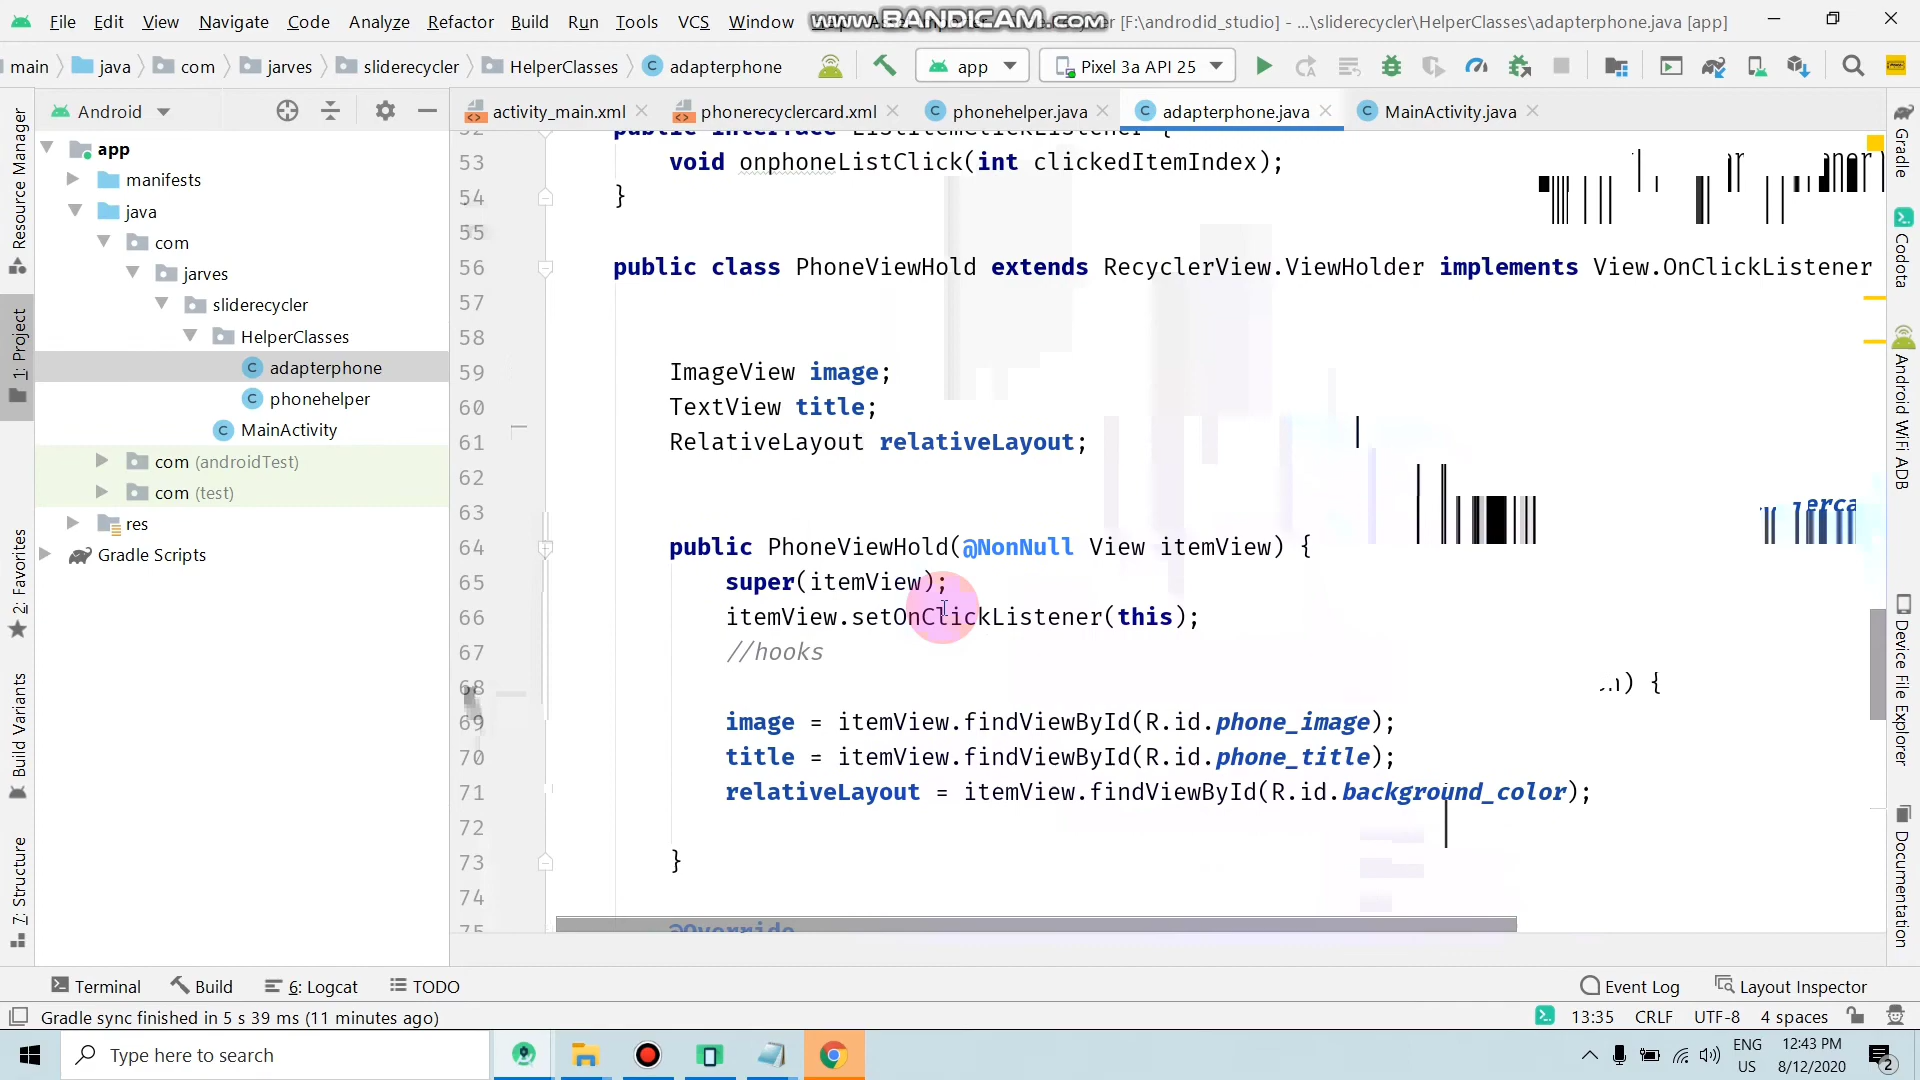 File Edit View Navigate Code Analyze Refactor Build Run Tools VCS Window [F:\androdid_studio] - ...\sliderecycler\HelperClasses\adapterphone.java [app]
www.BANDICAM.com
main java com jarves sliderecycler HelperClasses adapterphone app Pixel 3a API 25
Android
activity_main.xml phonerecyclercard.xml phonehelper.java adapterphone.java MainActivity.java
app
manifests
java
com
jarves
sliderecycler
HelperClasses
adapterphone
phonehelper
MainActivity
com (androidTest)
com (test)
res
Gradle Scripts
Resource Manager
1: Project
2: Favorites
Build Variants
7: Structure
53 void onphoneListClick(int clickedItemIndex);
54 }
55
56 public class PhoneViewHold extends RecyclerView.ViewHolder implements View.OnClickListener
57
58
59 ImageView image;
60 TextView title;
61 RelativeLayout relativeLayout;
62
63
64 public PhoneViewHold(@NonNull View itemView) {
65 super(itemView);
66 itemView.setOnClickListener(this);
67 //hooks
68
69 image = itemView.findViewById(R.id.phone_image);
70 title = itemView.findViewById(R.id.phone_title);
71 relativeLayout = itemView.findViewById(R.id.background_color);
72
73 }
74
75 @Override
) {
Gradle
Codota
Android WiFi ADB
Device File Explorer
Documentation
Terminal Build 6: Logcat TODO Event Log Layout Inspector
Gradle sync finished in 5 s 39 ms (11 minutes ago) 13:35 CRLF UTF-8 4 spaces
Type here to search
ENG
US
12:43 PM
8/12/2020
2